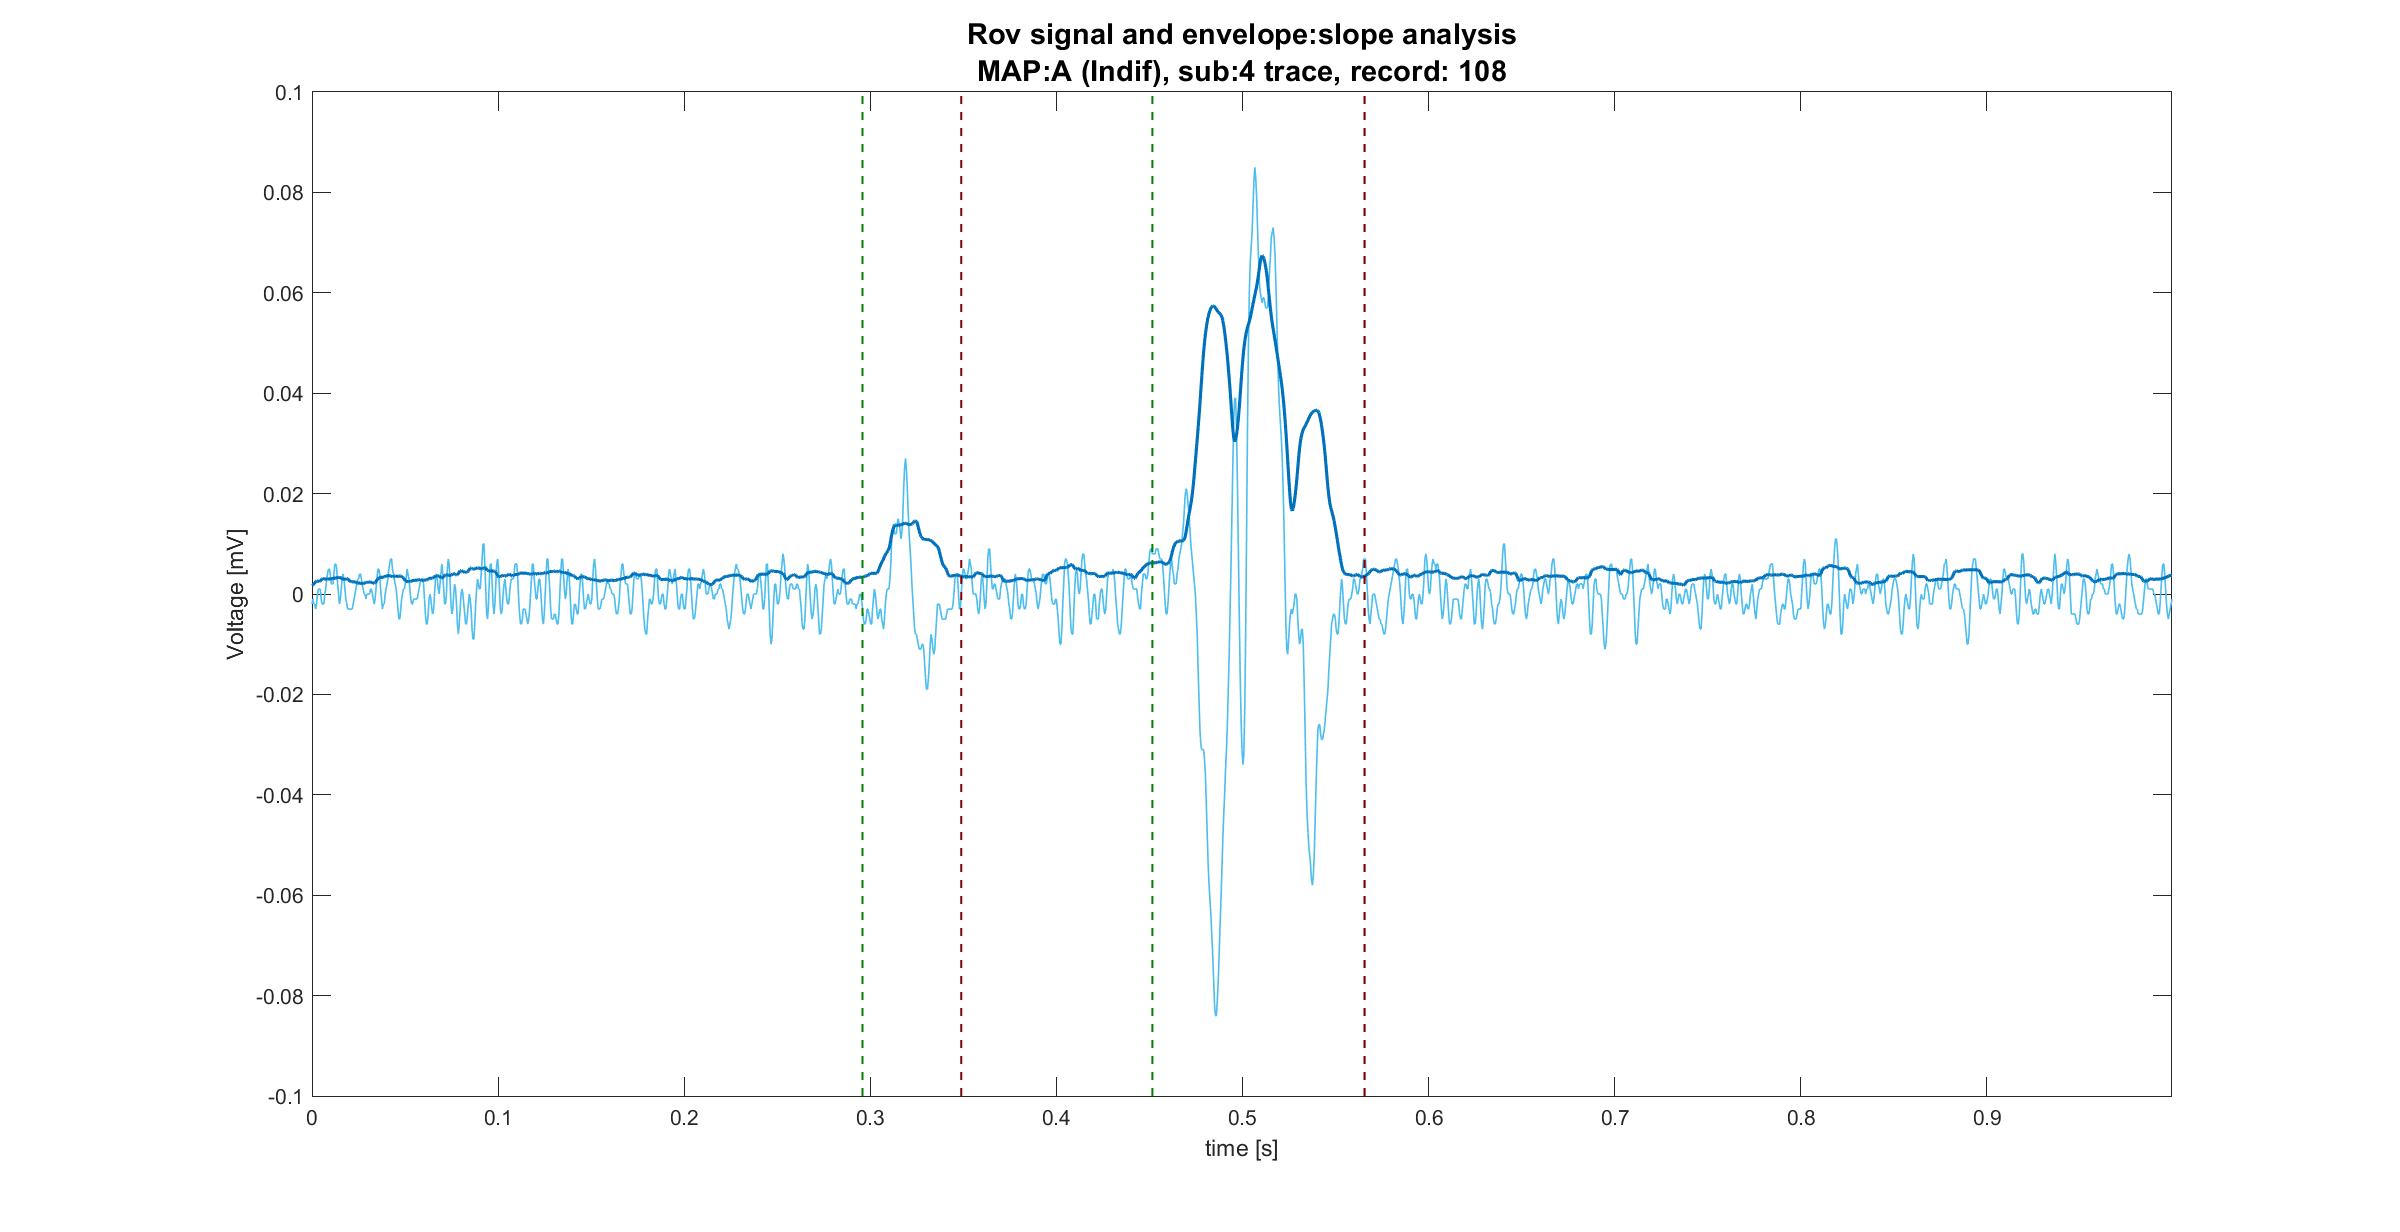 Rov signal and envelope:slope analysis
MAP:A (Indif), sub:4 trace, record: 108
0.1
0.08
0.06
0.04
0.02
0
-0.02
-0.04
-0.06
-0.08
-0.1
Voltage [mV]
0 0.1 0.2 0.3 0.4 0.5 0.6 0.7 0.8 0.9
time [s]